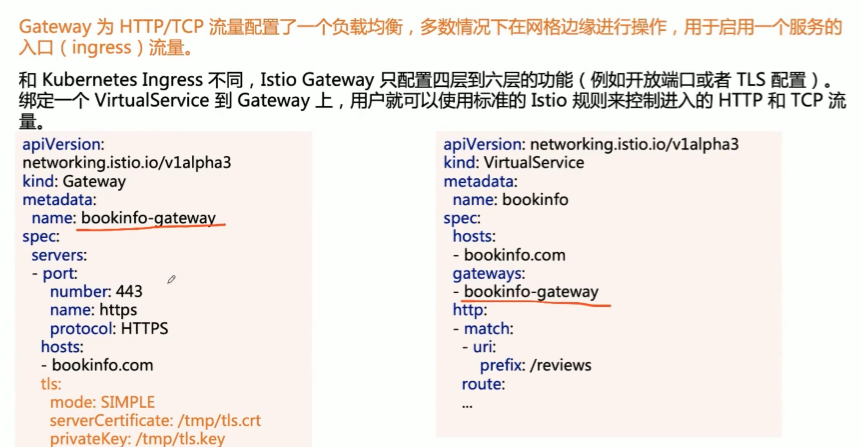 Gateway 为 HTTP/TCP 流量配置了一个负载均衡，多数情况下在网格边缘进行操作，用于启用一个服务的
入口（ingress）流量。
和 Kubernetes Ingress 不同，Istio Gateway 只配置四层到六层的功能（例如开放端口或者 TLS 配置）。
绑定一个 VirtualService 到 Gateway 上，用户就可以使用标准的 Istio 规则来控制进入的 HTTP 和 TCP 流
量。
apiVersion:
networking.istio.io/v1alpha3
kind: Gateway
metadata:
name: bookinfo-gateway
spec:
servers:
- port:
number: 443
name: https
protocol: HTTPS
hosts:
- bookinfo.com
tls:
mode: SIMPLE
serverCertificate: /tmp/tls.crt
privateKey: /tmp/tls.key
apiVersion: networking.istio.io/v1alpha3
kind: VirtualService
metadata:
name: bookinfo
spec:
hosts:
- bookinfo.com
gateways:
- bookinfo-gateway
http:
- match:
- uri:
prefix: /reviews
route:
...